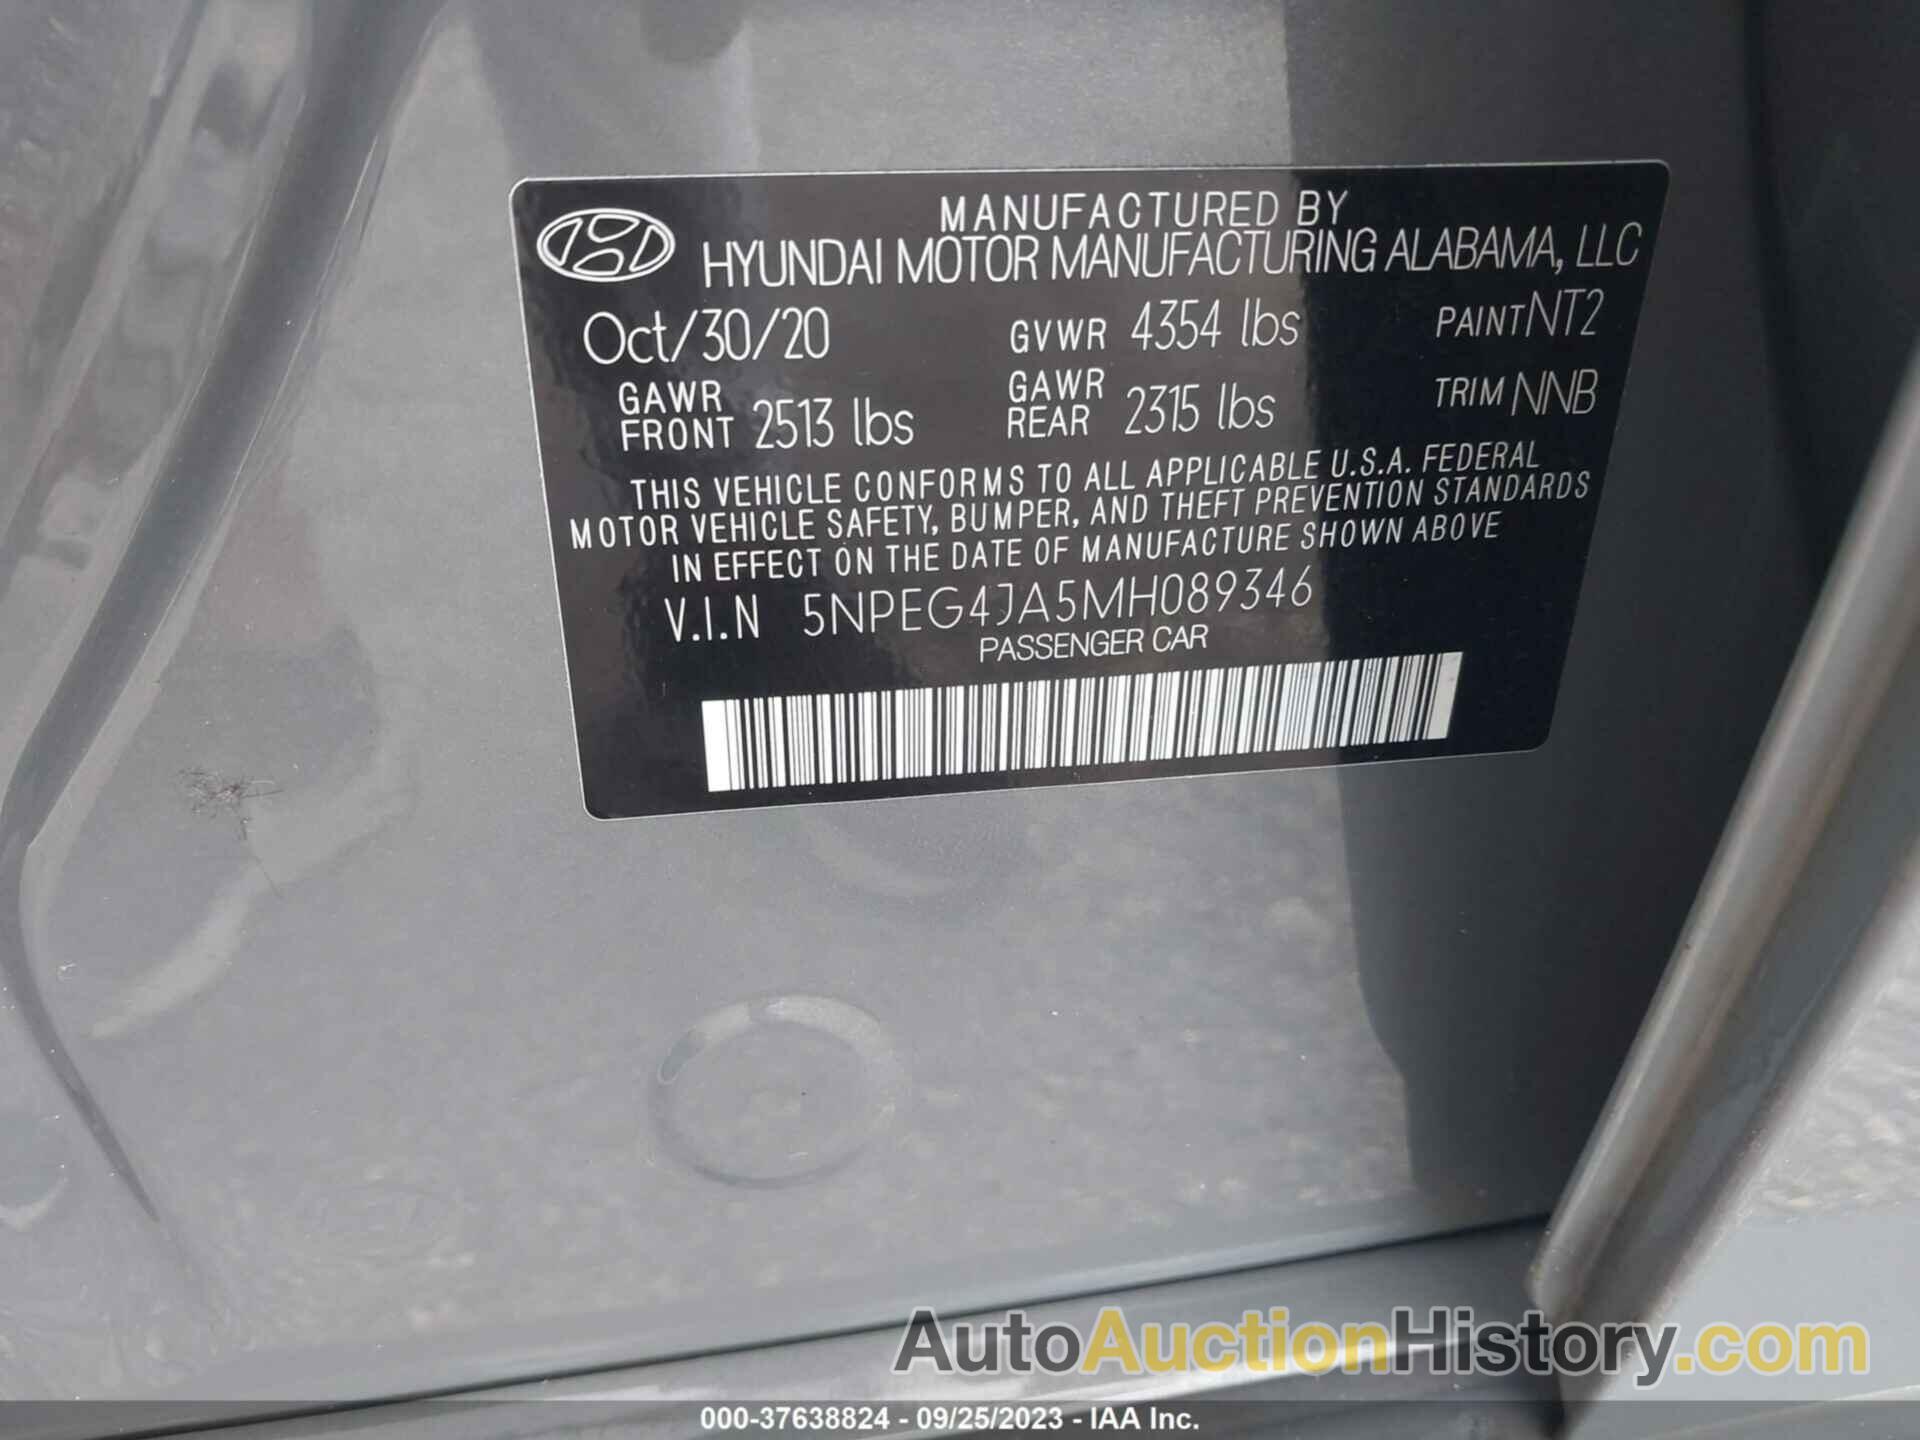 MANUFACTURED BY
HYUNDAI MOTOR MANUFACTURING ALABAMA, LLC
Oct/30/20 GVWR 4354 lbs PAINT NT2
GAWR FRONT 2513 lbs GAWR REAR 2315 lbs TRIM NNB
THIS VEHICLE CONFORMS TO ALL APPLICABLE U.S.A. FEDERAL
MOTOR VEHICLE SAFETY, BUMPER, AND THEFT PREVENTION STANDARDS
IN EFFECT ON THE DATE OF MANUFACTURE SHOWN ABOVE
V.I.N 5NPEG4JA5MH089346
PASSENGER CAR
AutoAuctionHistory.com
000-37638824 - 09/25/2023 - IAA Inc.